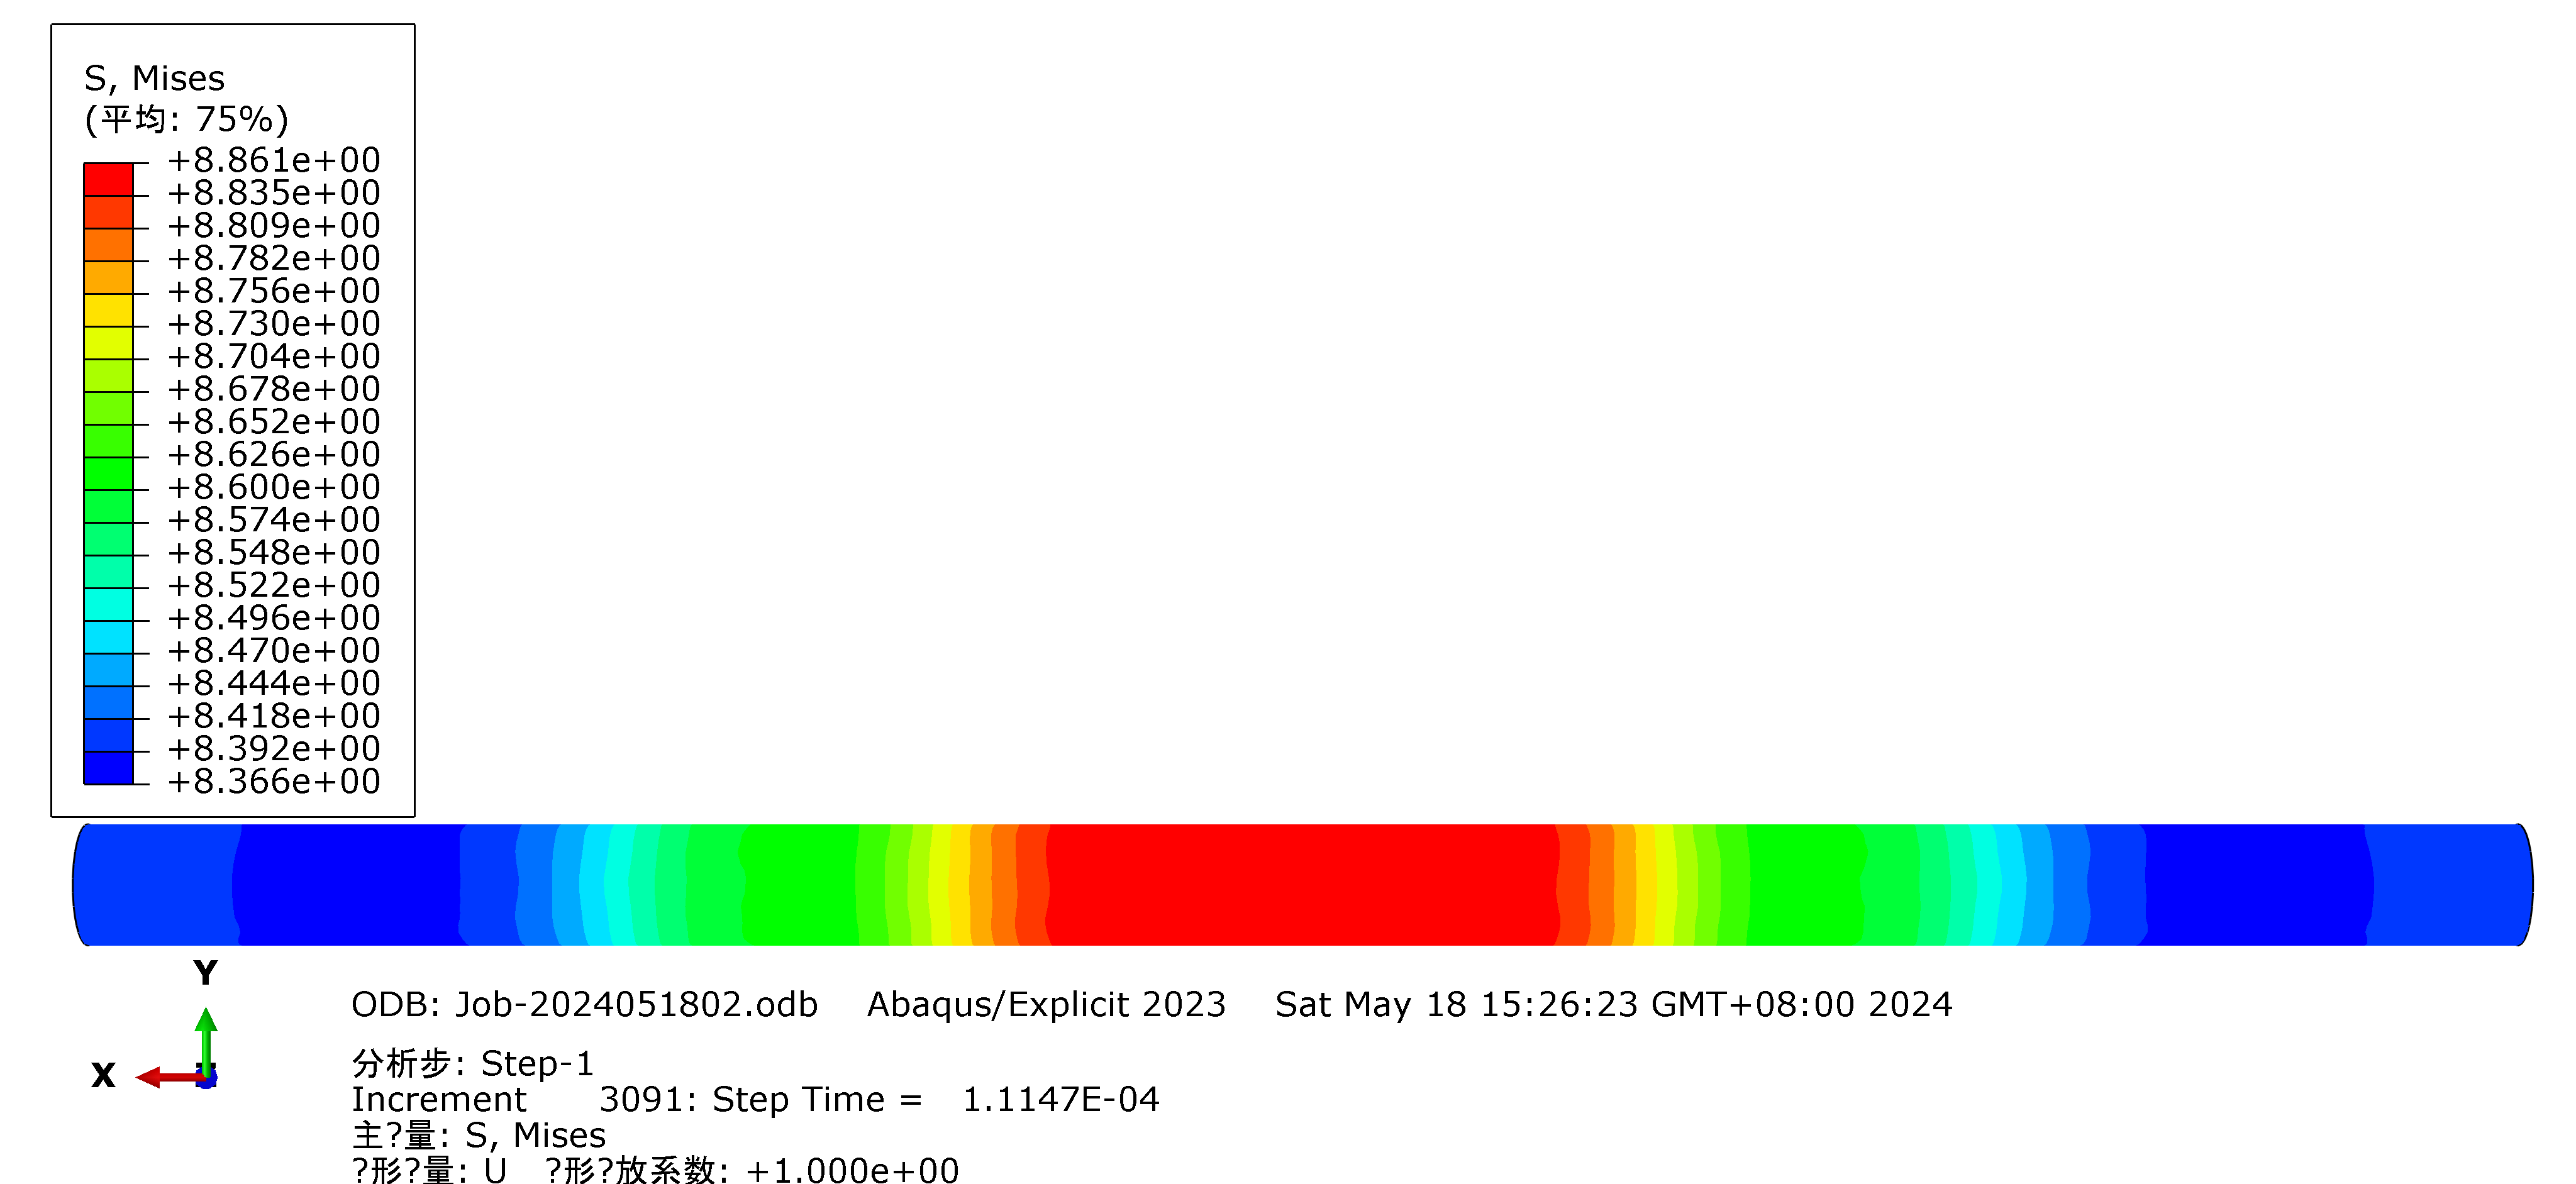 S, Mises
(平均: 75%)
+8.861e+00
+8.835e+00
+8.809e+00
+8.782e+00
+8.756e+00
+8.730e+00
+8.704e+00
+8.678e+00
+8.652e+00
+8.626e+00
+8.600e+00
+8.574e+00
+8.548e+00
+8.522e+00
+8.496e+00
+8.470e+00
+8.444e+00
+8.418e+00
+8.392e+00
+8.366e+00
Y
X
ODB: Job-2024051802.odb Abaqus/Explicit 2023 Sat May 18 15:26:23 GMT+08:00 2024
分析步: Step-1
Increment 3091: Step Time = 1.1147E-04
主?量: S, Mises
?形?量: U ?形?放系数: +1.000e+00